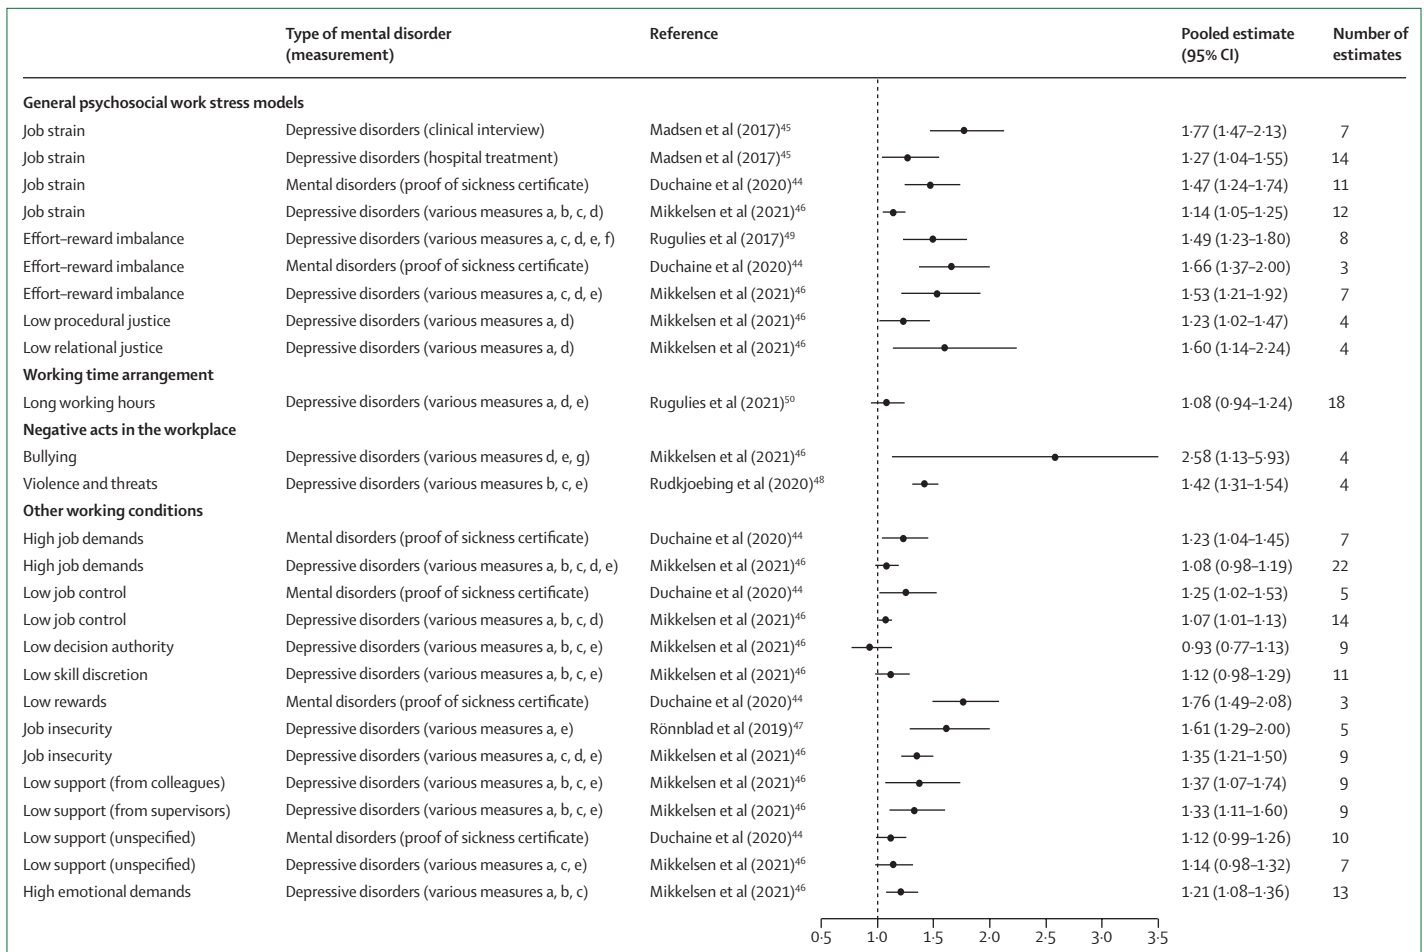 Type of mental disorder (measurement) Reference Pooled estimate (95% CI) Number of estimates
General psychosocial work stress models
Job strain Depressive disorders (clinical interview) Madsen et al (2017)⁴⁵ 1·77 (1·47–2·13) 7
Job strain Depressive disorders (hospital treatment) Madsen et al (2017)⁴⁵ 1·27 (1·04–1·55) 14
Job strain Mental disorders (proof of sickness certificate) Duchaine et al (2020)⁴⁴ 1·47 (1·24–1·74) 11
Job strain Depressive disorders (various measures a, b, c, d) Mikkelsen et al (2021)⁴⁶ 1·14 (1·05–1·25) 12
Effort–reward imbalance Depressive disorders (various measures a, c, d, e, f) Rugulies et al (2017)⁴⁹ 1·49 (1·23–1·80) 8
Effort–reward imbalance Mental disorders (proof of sickness certificate) Duchaine et al (2020)⁴⁴ 1·66 (1·37–2·00) 3
Effort–reward imbalance Depressive disorders (various measures a, c, d, e) Mikkelsen et al (2021)⁴⁶ 1·53 (1·21–1·92) 7
Low procedural justice Depressive disorders (various measures a, d) Mikkelsen et al (2021)⁴⁶ 1·23 (1·02–1·47) 4
Low relational justice Depressive disorders (various measures a, d) Mikkelsen et al (2021)⁴⁶ 1·60 (1·14–2·24) 4
Working time arrangement
Long working hours Depressive disorders (various measures a, d, e) Rugulies et al (2021)⁵⁰ 1·08 (0·94–1·24) 18
Negative acts in the workplace
Bullying Depressive disorders (various measures d, e, g) Mikkelsen et al (2021)⁴⁶ 2·58 (1·13–5·93) 4
Violence and threats Depressive disorders (various measures b, c, e) Rudkjoebing et al (2020)⁴⁸ 1·42 (1·31–1·54) 4
Other working conditions
High job demands Mental disorders (proof of sickness certificate) Duchaine et al (2020)⁴⁴ 1·23 (1·04–1·45) 7
High job demands Depressive disorders (various measures a, b, c, d, e) Mikkelsen et al (2021)⁴⁶ 1·08 (0·98–1·19) 22
Low job control Mental disorders (proof of sickness certificate) Duchaine et al (2020)⁴⁴ 1·25 (1·02–1·53) 5
Low job control Depressive disorders (various measures a, b, c, d) Mikkelsen et al (2021)⁴⁶ 1·07 (1·01–1·13) 14
Low decision authority Depressive disorders (various measures a, b, c, e) Mikkelsen et al (2021)⁴⁶ 0·93 (0·77–1·13) 9
Low skill discretion Depressive disorders (various measures a, b, c, e) Mikkelsen et al (2021)⁴⁶ 1·12 (0·98–1·29) 11
Low rewards Mental disorders (proof of sickness certificate) Duchaine et al (2020)⁴⁴ 1·76 (1·49–2·08) 3
Job insecurity Depressive disorders (various measures a, e) Rönnblad et al (2019)⁴⁷ 1·61 (1·29–2·00) 5
Job insecurity Depressive disorders (various measures a, c, d, e) Mikkelsen et al (2021)⁴⁶ 1·35 (1·21–1·50) 9
Low support (from colleagues) Depressive disorders (various measures a, b, c, e) Mikkelsen et al (2021)⁴⁶ 1·37 (1·07–1·74) 9
Low support (from supervisors) Depressive disorders (various measures a, b, c, e) Mikkelsen et al (2021)⁴⁶ 1·33 (1·11–1·60) 9
Low support (unspecified) Mental disorders (proof of sickness certificate) Duchaine et al (2020)⁴⁴ 1·12 (0·99–1·26) 10
Low support (unspecified) Depressive disorders (various measures a, c, e) Mikkelsen et al (2021)⁴⁶ 1·14 (0·98–1·32) 7
High emotional demands Depressive disorders (various measures a, b, c) Mikkelsen et al (2021)⁴⁶ 1·21 (1·08–1·36) 13
0·5 1·0 1·5 2·0 2·5 3·0 3·5